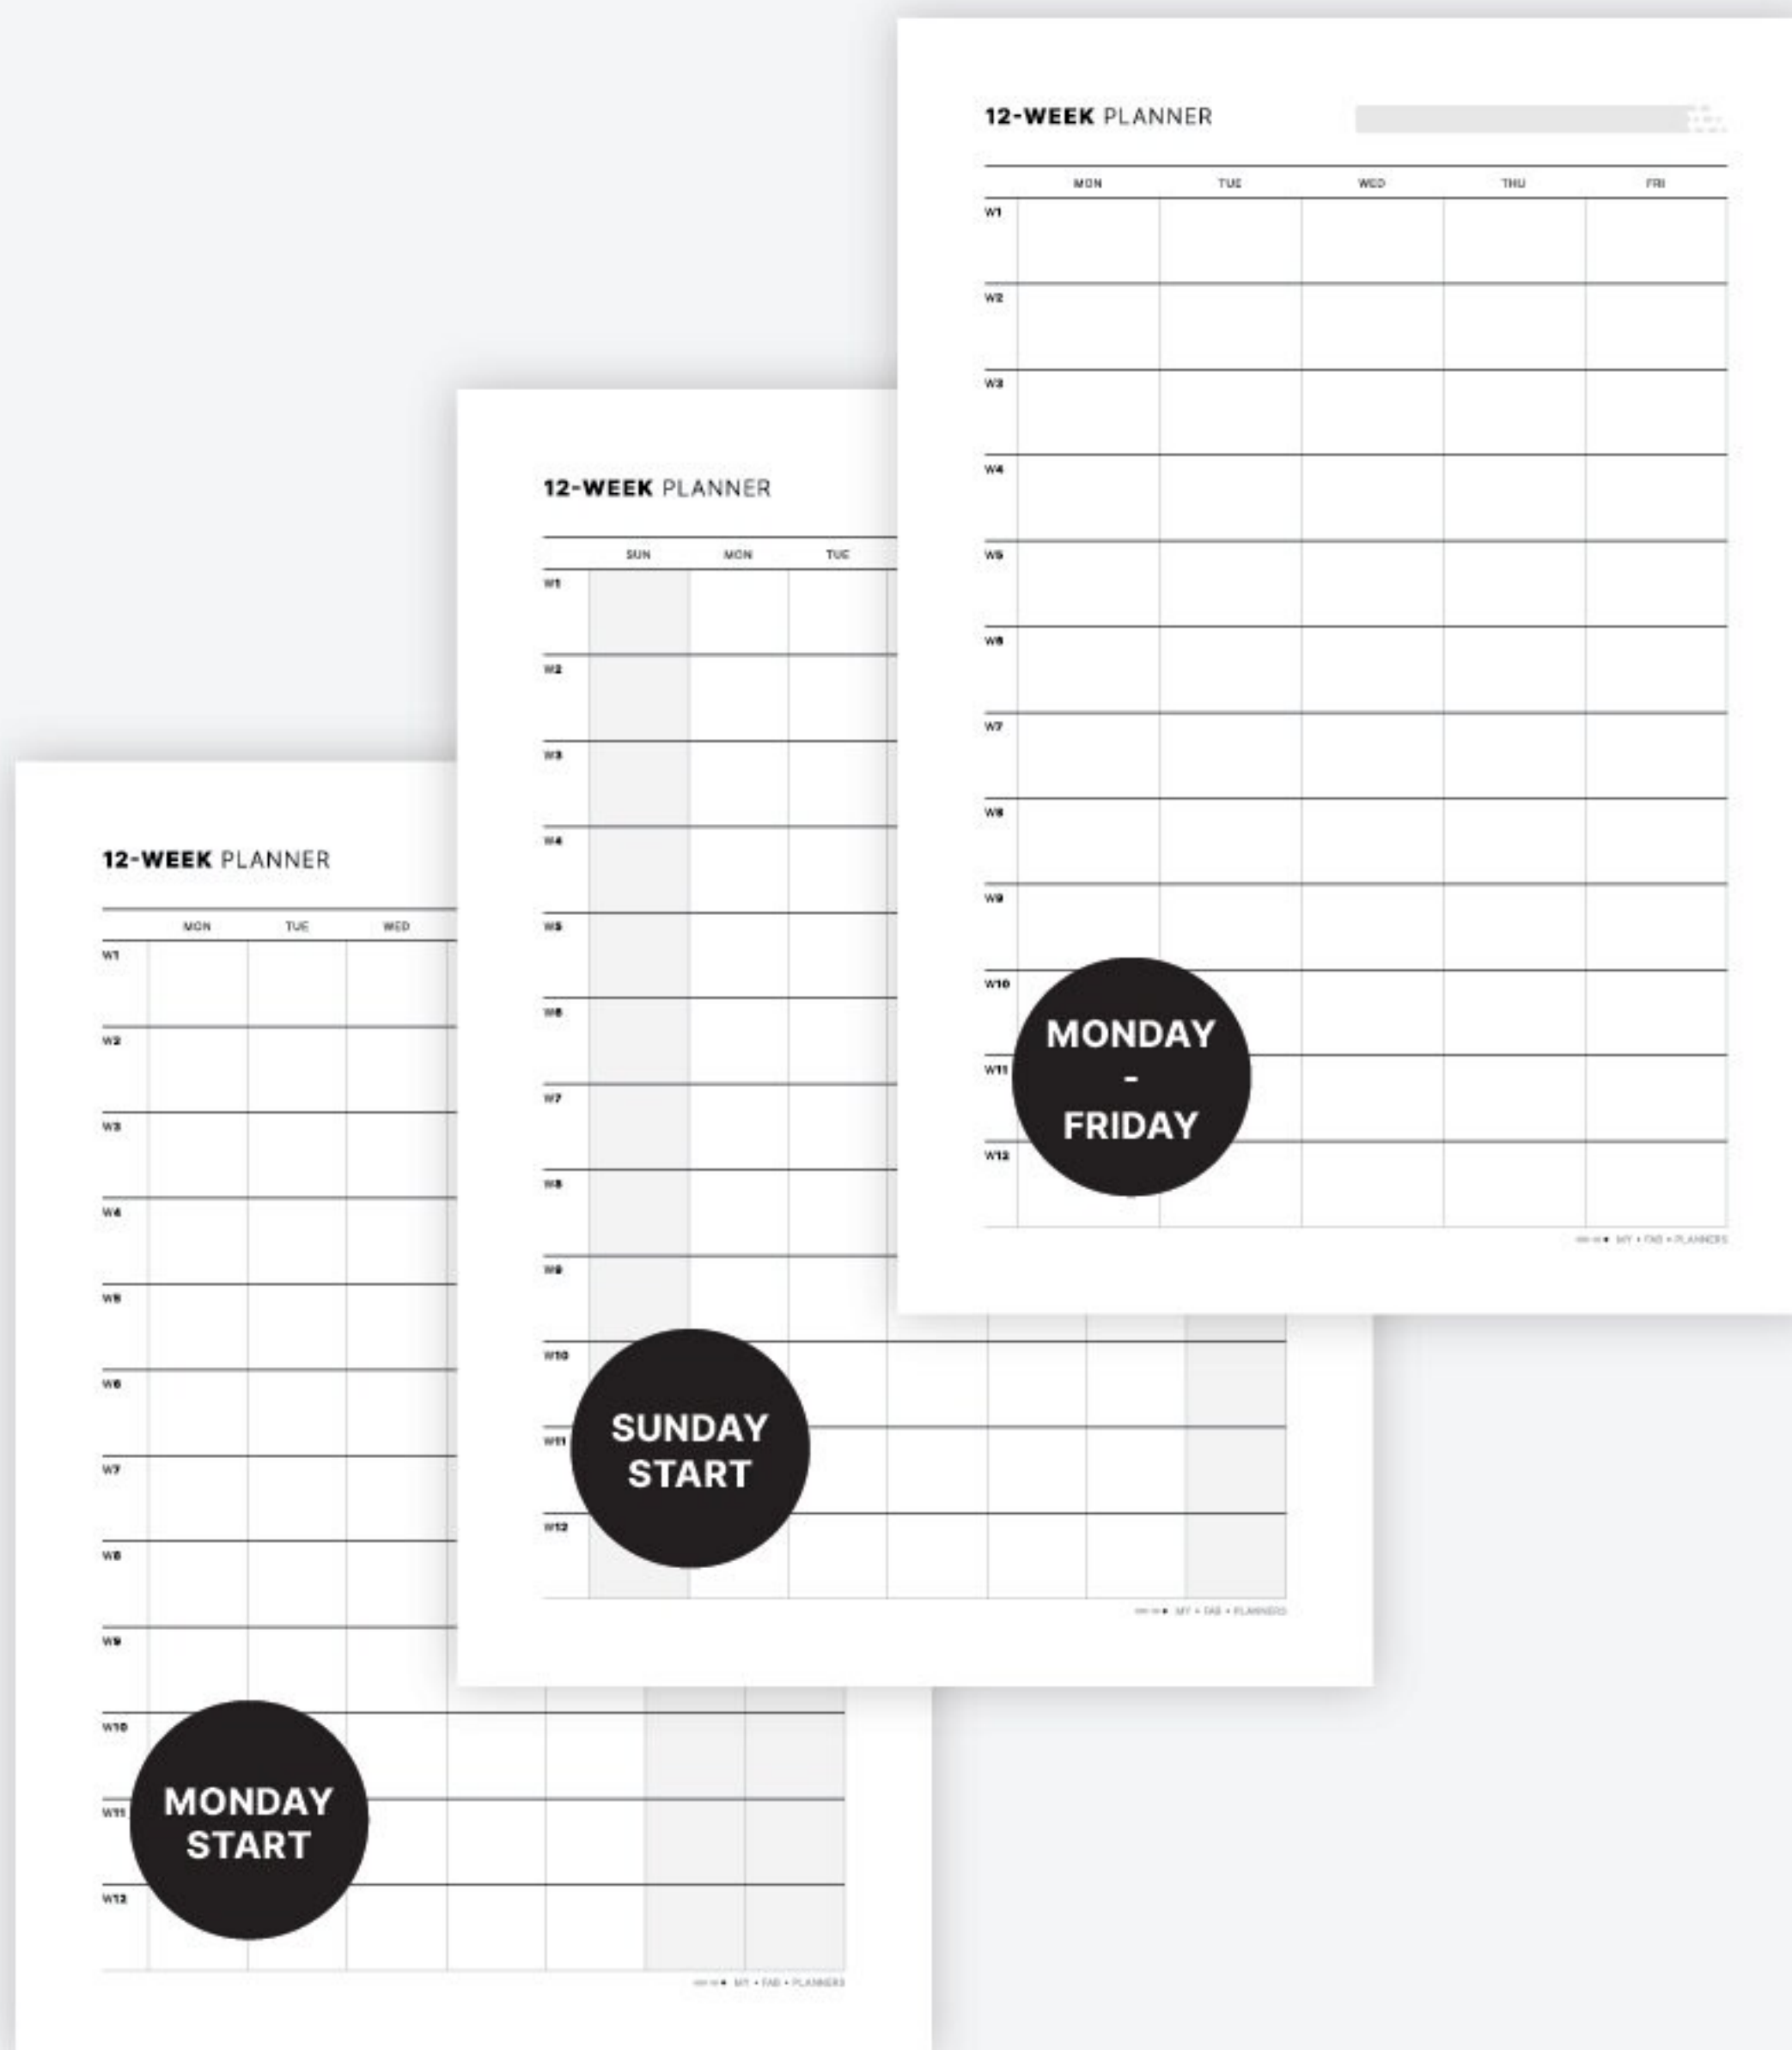 12-WEEK PLANNER
MON TUE WED THU FRI
W1
W2
W3
W4
W5
W6
W7
W8
W9
W10
W11
W12
MONDAY
-
FRIDAY
MY • FAB • PLANNERS
12-WEEK PLANNER
SUN MON TUE
W1
W2
W3
W4
W5
W6
W7
W8
W9
W10
W11
W12
SUNDAY
START
MY • FAB • PLANNERS
12-WEEK PLANNER
MON TUE WED
W1
W2
W3
W4
W5
W6
W7
W8
W9
W10
W11
W12
MONDAY
START
MY • FAB • PLANNERS